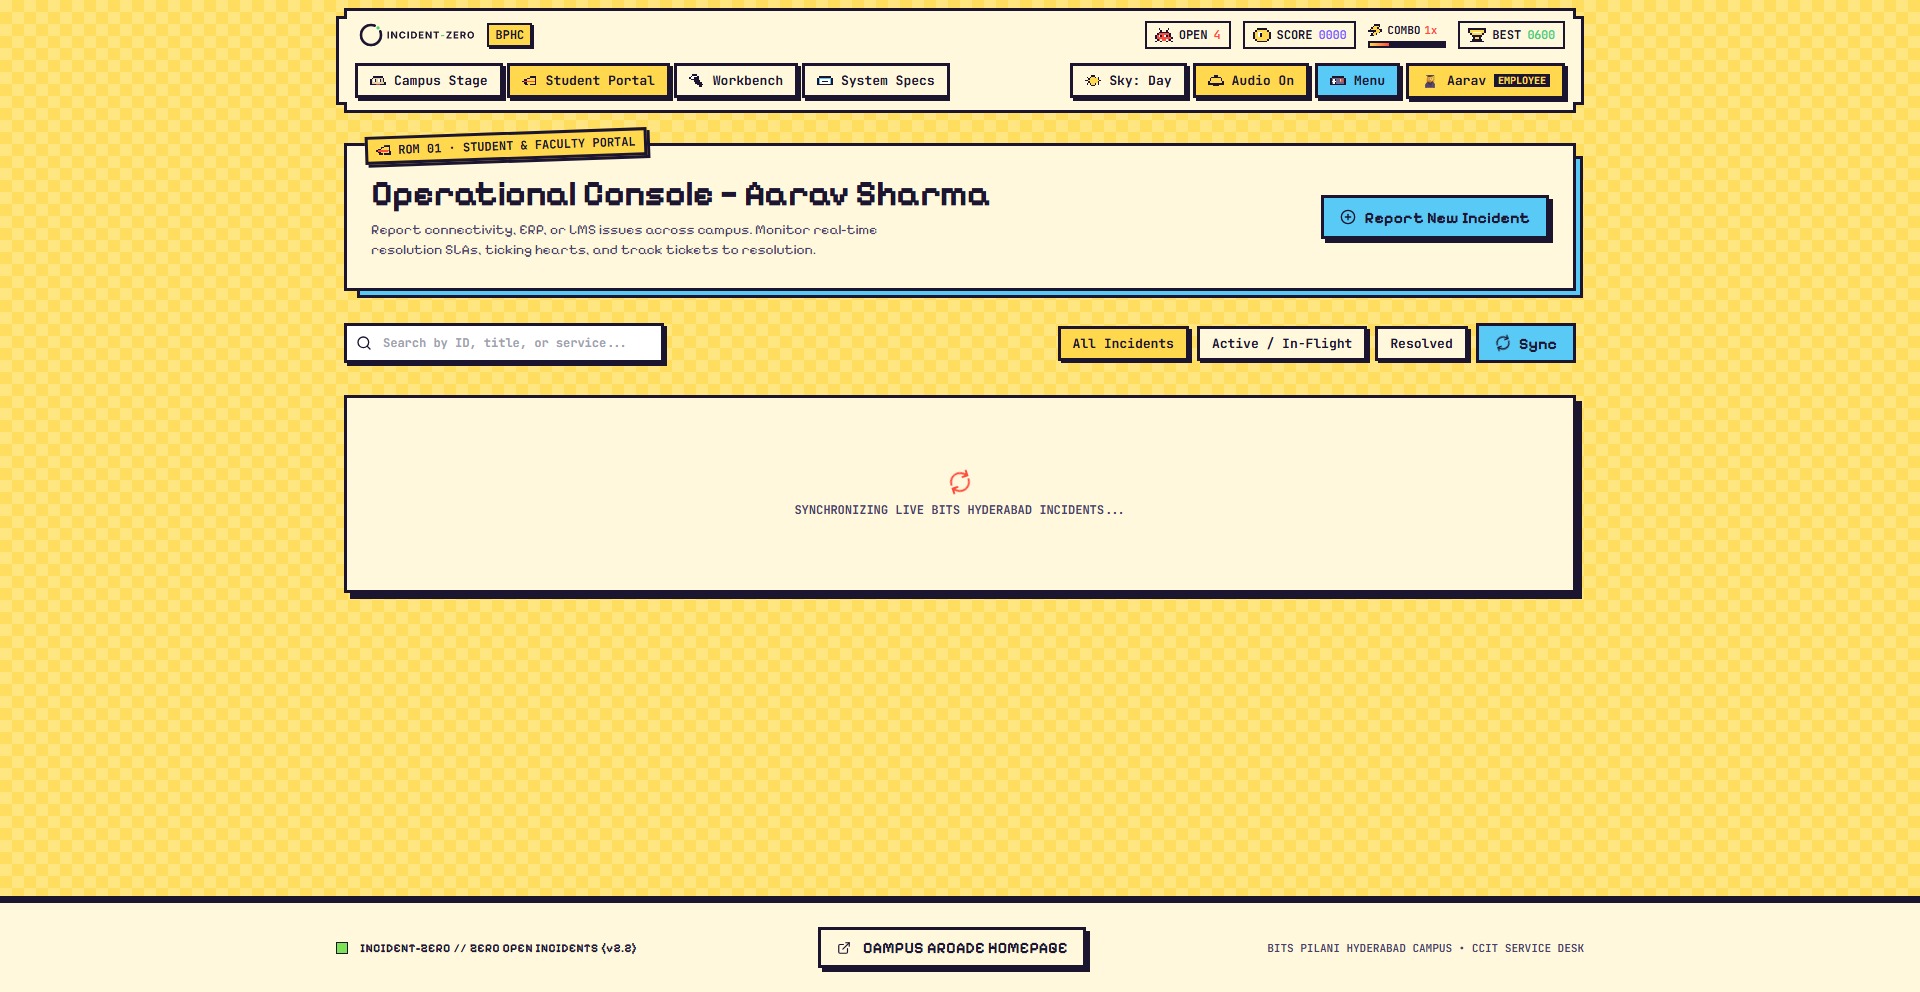 INCIDENT-ZERO BPHC
OPEN 4
SCORE 0000
COMBO 1x
BEST 0600
Campus Stage
Student Portal
Workbench
System Specs
Sky: Day
Audio On
Menu
Aarav EMPLOYEE
ROM 01 · STUDENT & FACULTY PORTAL
Operational Console - Aarav Sharma
Report connectivity, ERP, or LMS issues across campus. Monitor real-time
resolution SLAs, ticking hearts, and track tickets to resolution.
Report New Incident
Search by ID, title, or service...
All Incidents
Active / In-Flight
Resolved
Sync
SYNCHRONIZING LIVE BITS HYDERABAD INCIDENTS...
INCIDENT-ZERO // ZERO OPEN INCIDENTS (v2.2)
CAMPUS ARCADE HOMEPAGE
BITS PILANI HYDERABAD CAMPUS • CCIT SERVICE DESK